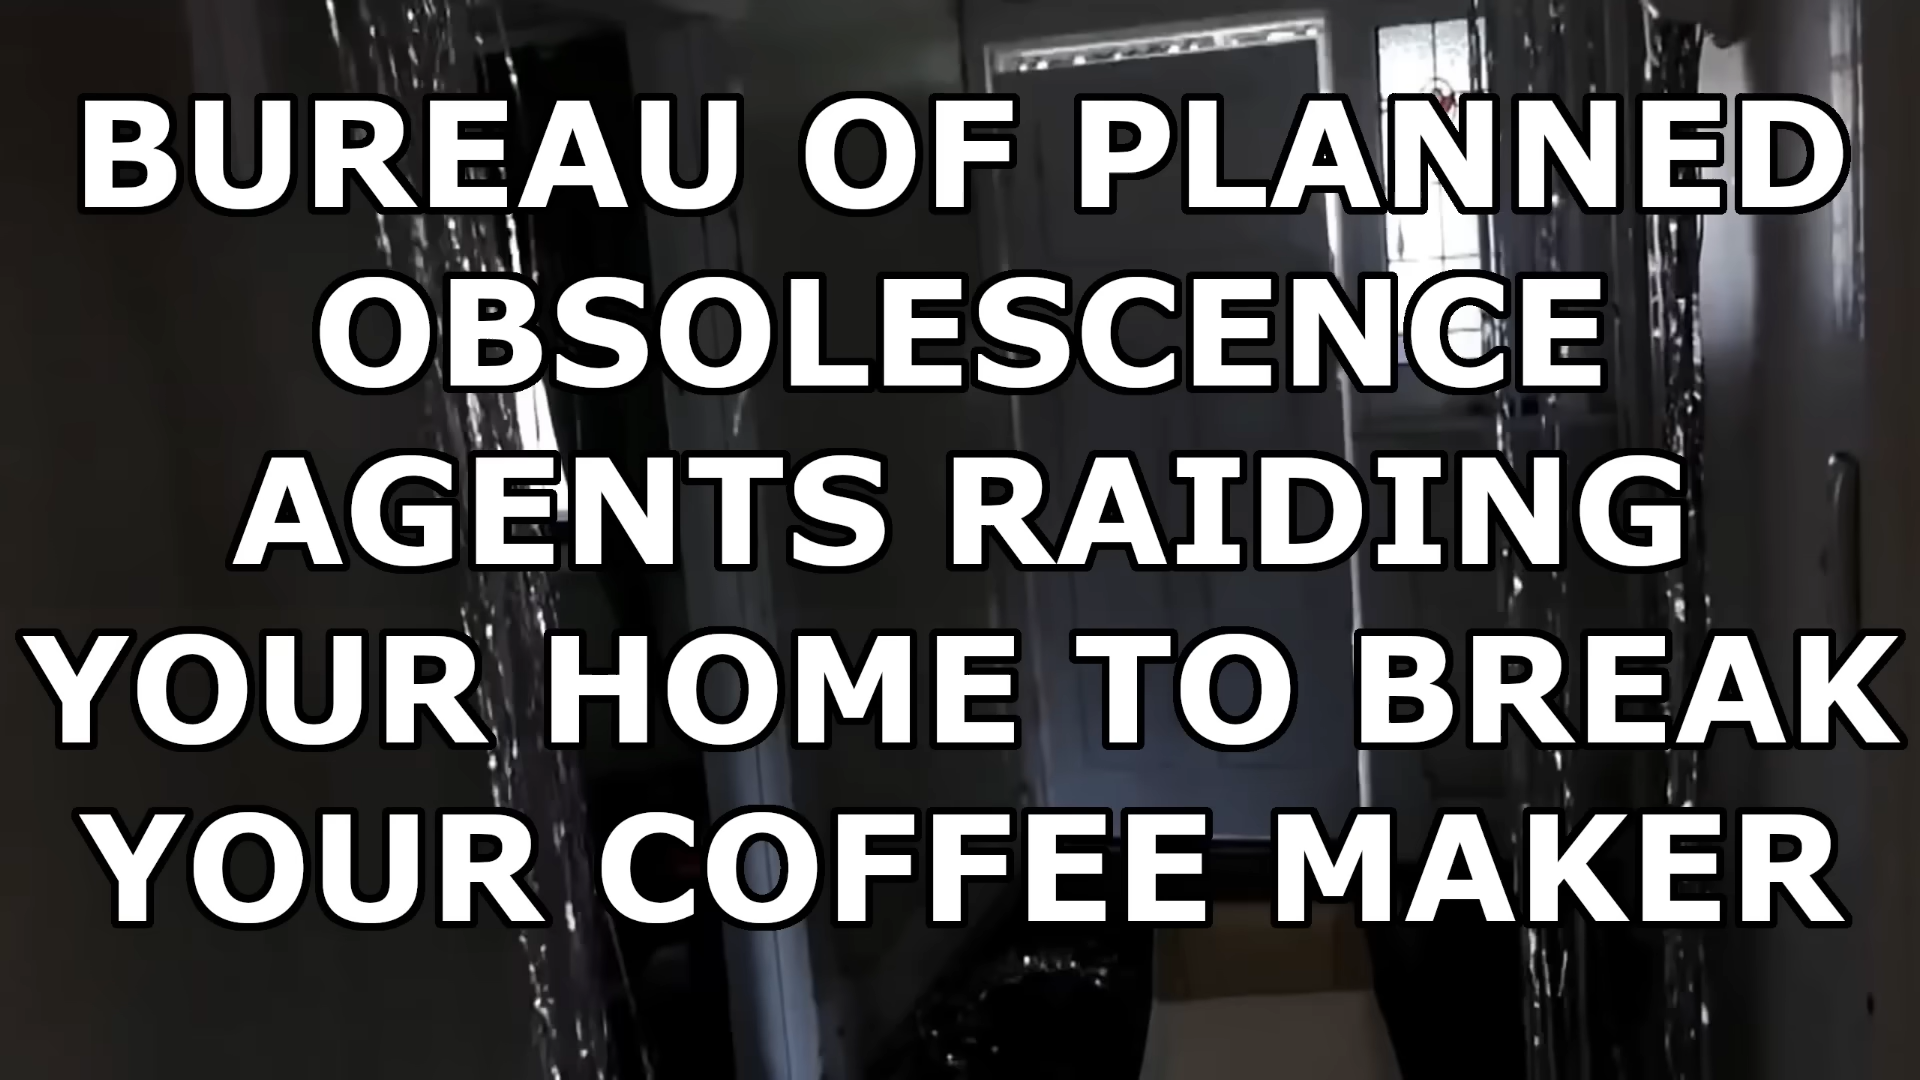 BUREAU OF PLANNED
OBSOLESCENCE
AGENTS RAIDING
YOUR HOME TO BREAK
YOUR COFFEE MAKER